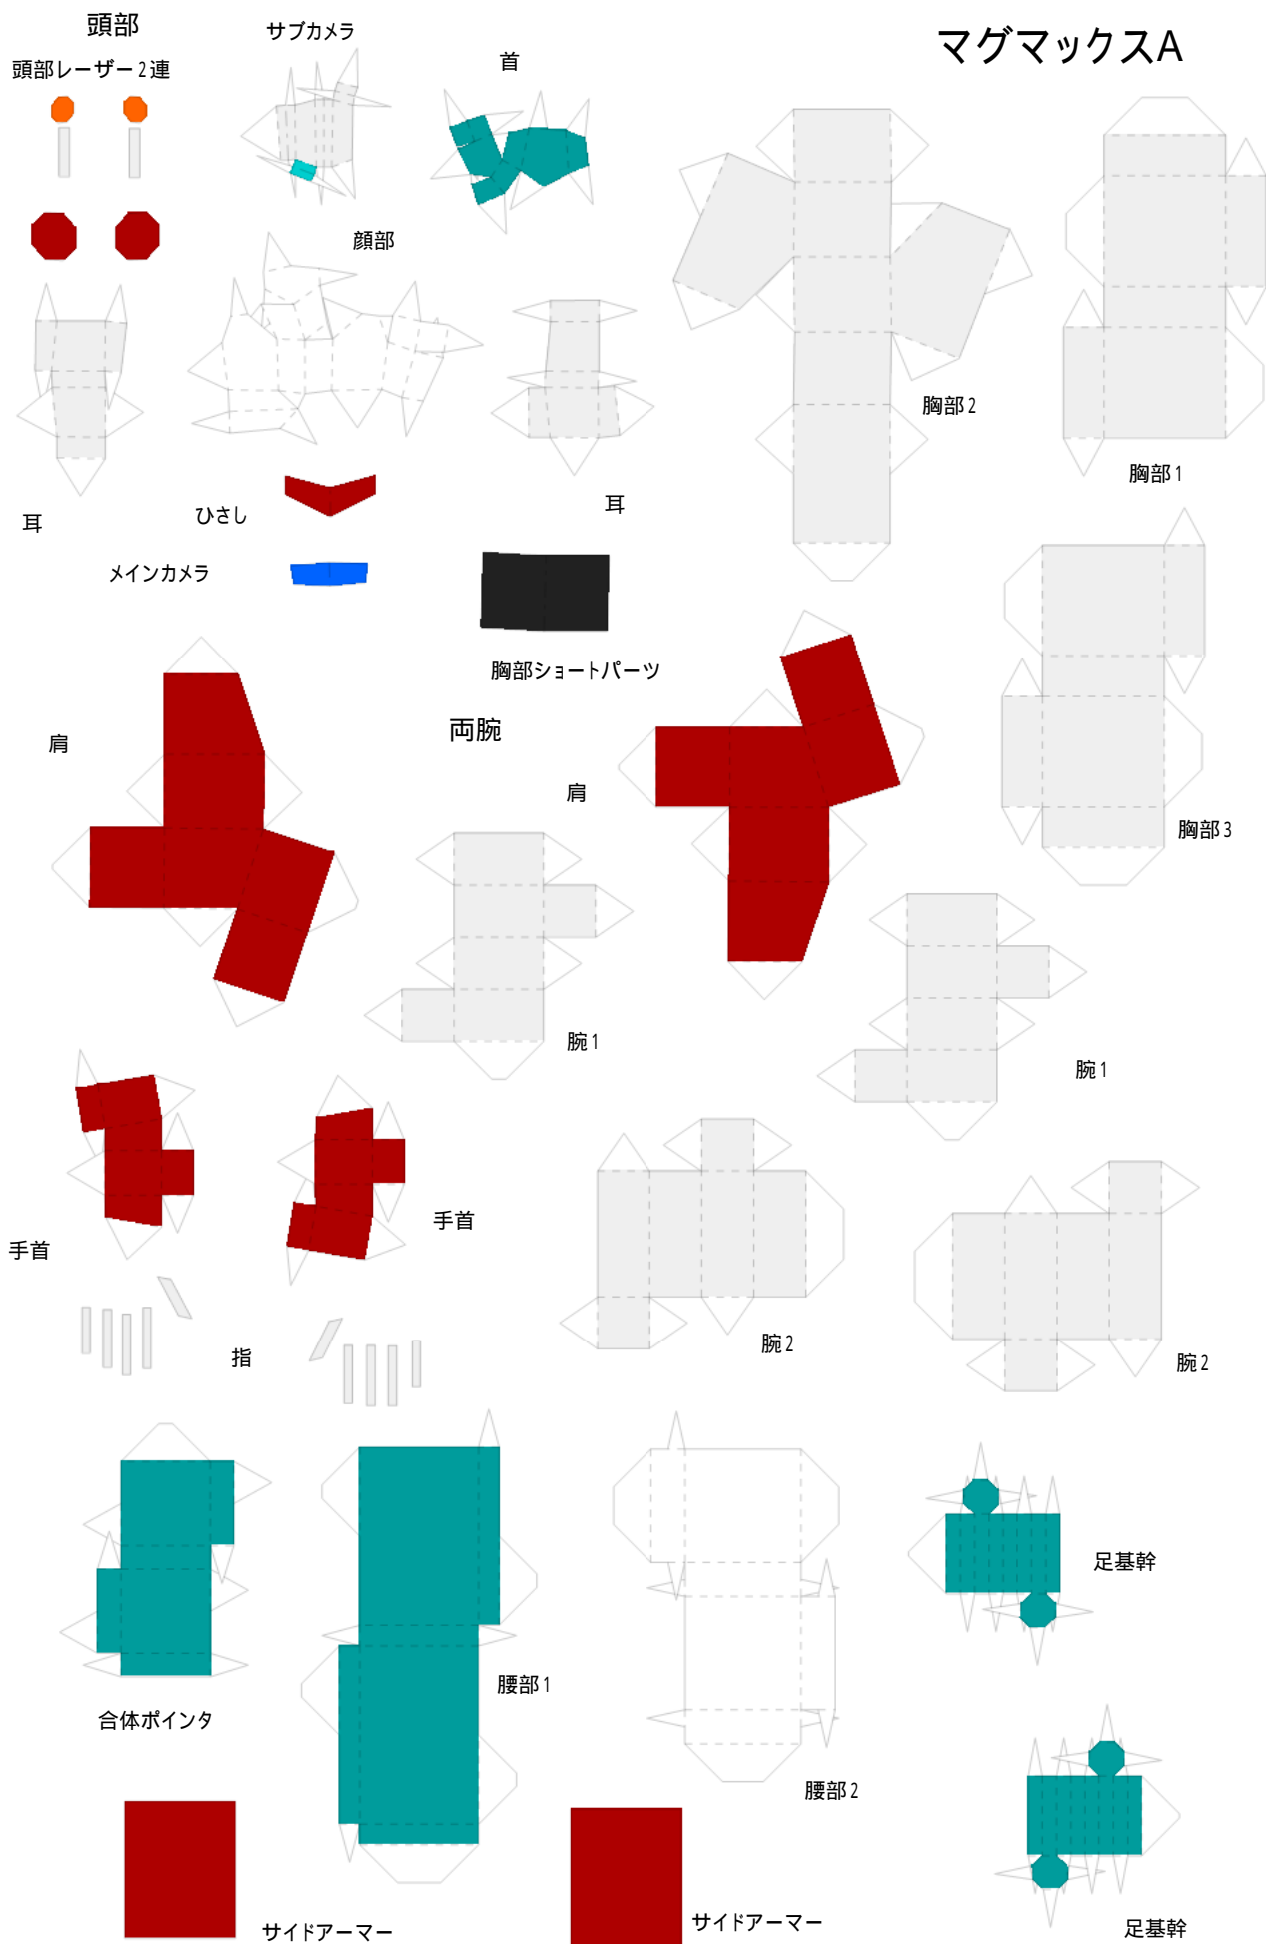 頭部
サブカメラ
マグマックスA
首
頭部レーザー2連
顔部
胸部2
胸部1
耳
ひさし
耳
メインカメラ
胸部ショートパーツ
両腕
肩
肩
胸部3
腕1
腕1
手首
手首
指
腕2
腕2
足基幹
合体ポインタ
腰部1
腰部2
サイドアーマー
サイドアーマー
足基幹